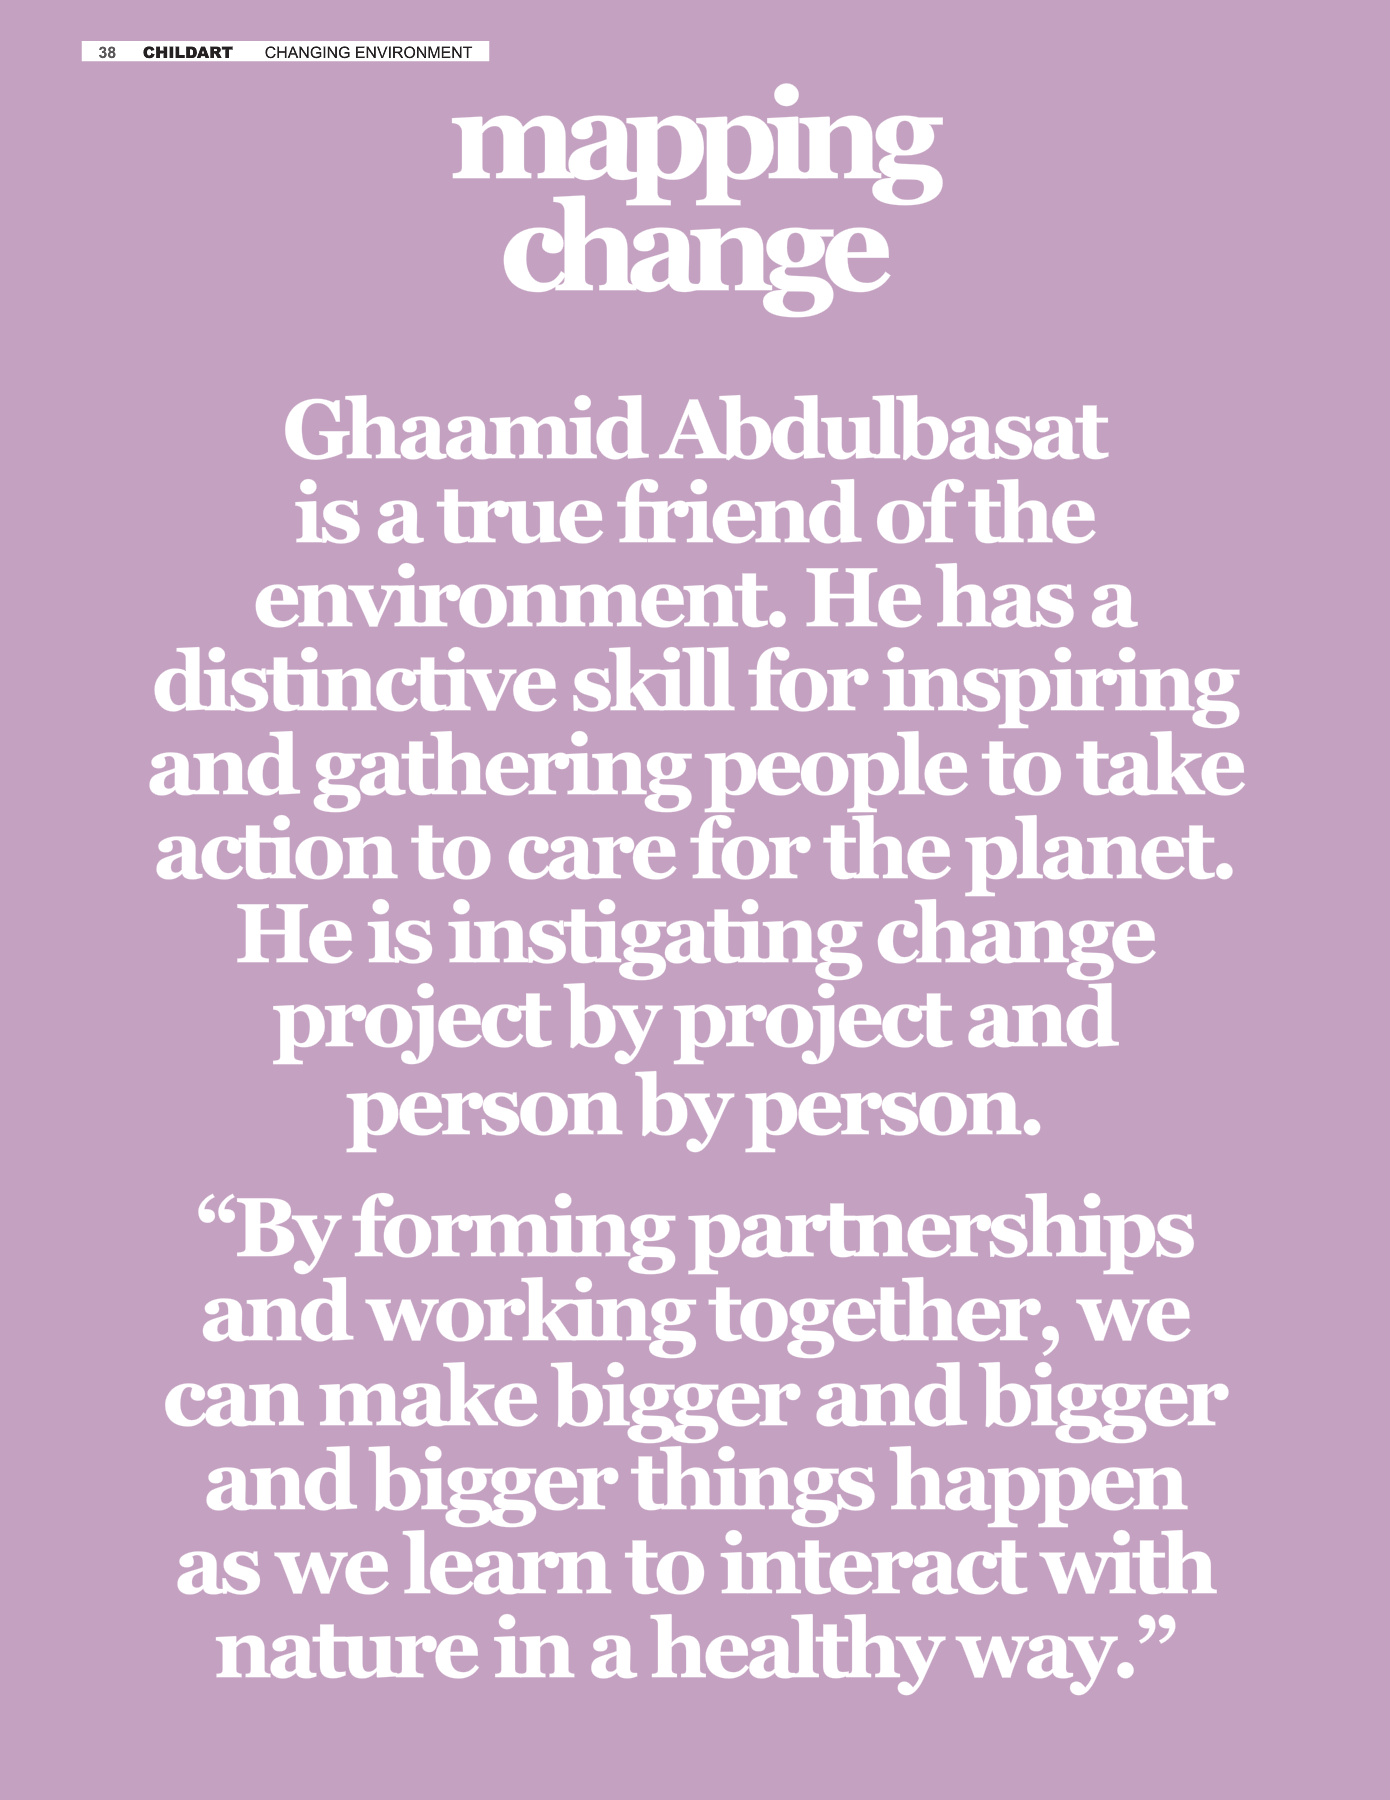 38 CHILDART CHANGING ENVIRONMENT
mapping
change
Ghaamid Abdulbasat
is a true friend of the
environment. He has a
distinctive skill for inspiring
and gathering people to take
action to care for the planet.
He is instigating change
project by project and
person by person.
“By forming partnerships
and working together, we
can make bigger and bigger
and bigger things happen
as we learn to interact with
nature in a healthy way.”